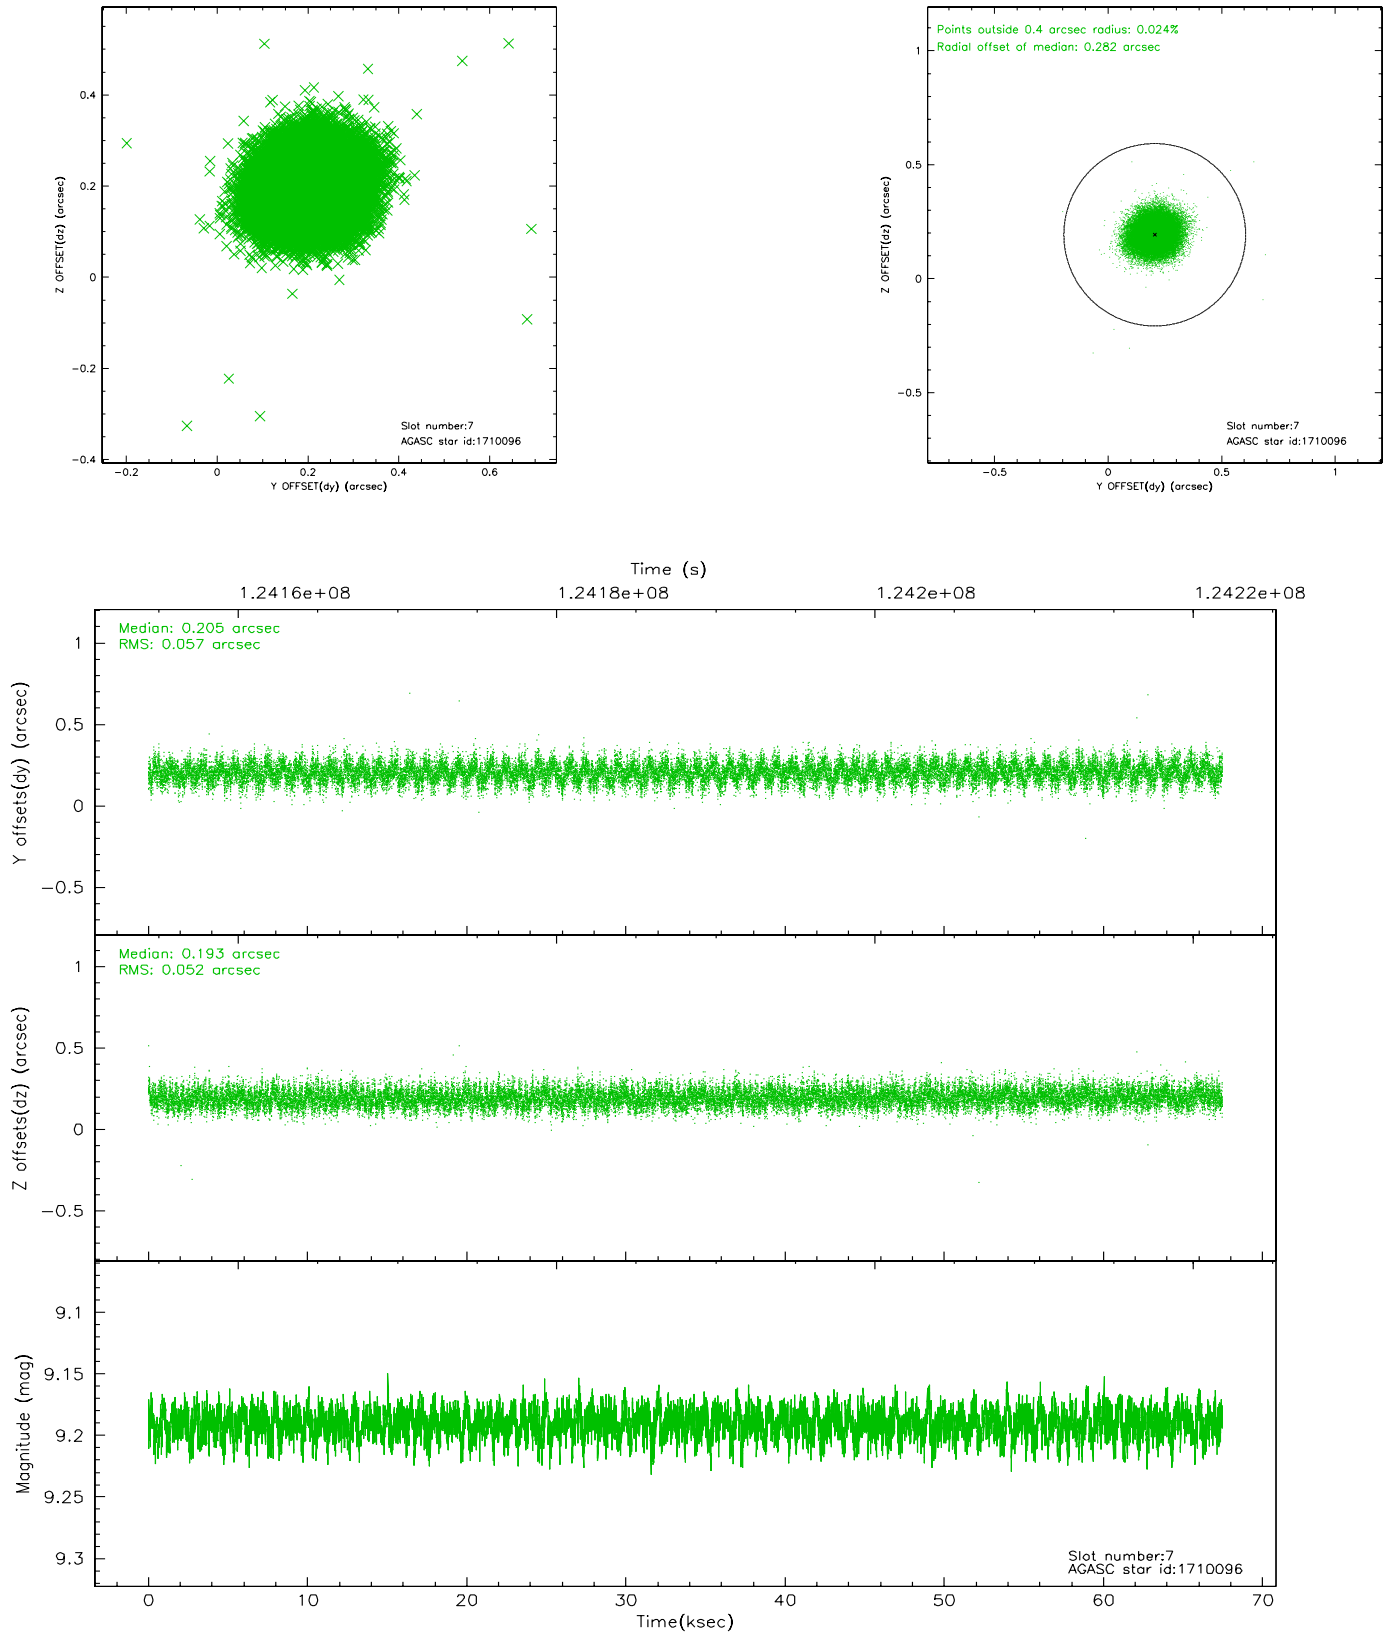 0.4
0.2
0
−0.2
−0.4
Z OFFSET(dz) (arcsec)
Slot number:7
AGASC star id:1710096
−0.2
0
0.2
0.4
0.6
Y OFFSET(dy) (arcsec)
Points outside 0.4 arcsec radius: 0.024%
Radial offset of median: 0.282 arcsec
1
0.5
0
−0.5
Z OFFSET(dz) (arcsec)
Slot number:7
AGASC star id:1710096
−0.5
0
0.5
1
Y OFFSET(dy) (arcsec)
Time (s)
1.2416e+08
1.2418e+08
1.242e+08
1.2422e+08
Median: 0.205 arcsec
RMS: 0.057 arcsec
1
0.5
0
−0.5
Y offsets(dy) (arcsec)
Median: 0.193 arcsec
RMS: 0.052 arcsec
1
0.5
0
−0.5
Z offsets(dz) (arcsec)
9.1
9.15
9.2
9.25
9.3
Magnitude (mag)
Slot number:7
AGASC star id:1710096
0
10
20
30
40
50
60
70
Time(ksec)